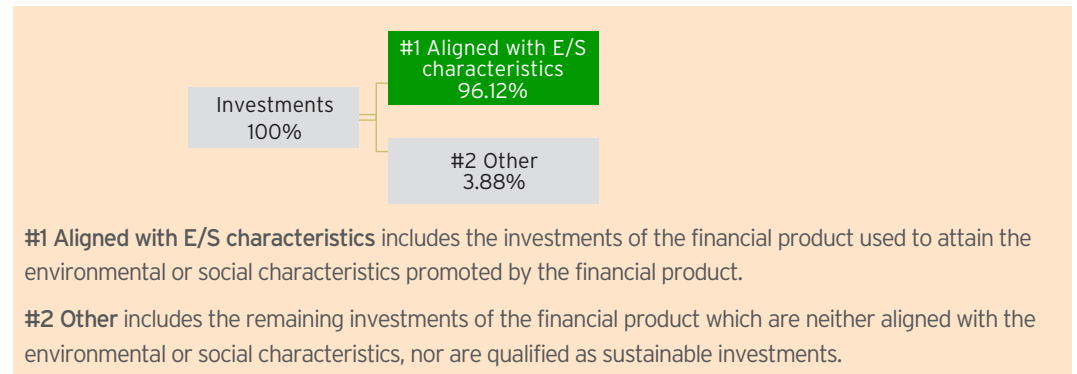 #1 Aligned with E/S
characteristics
96.12%
Investments
100%
#2 Other
3.88%
#1 Aligned with E/S characteristics includes the investments of the financial product used to attain the
environmental or social characteristics promoted by the financial product.
#2 Other includes the remaining investments of the financial product which are neither aligned with the
environmental or social characteristics, nor are qualified as sustainable investments.